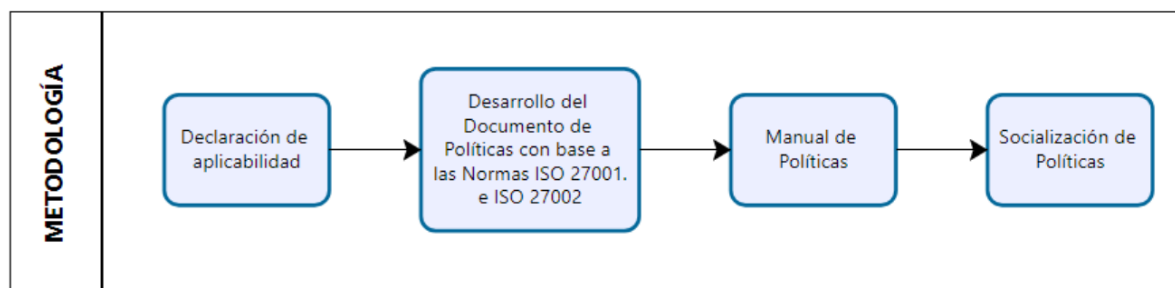 METODOLOGÍA
Declaración de
aplicabilidad
Desarrollo del
Documento de
Políticas con base a
las Normas ISO 27001.
e ISO 27002
Manual de
Políticas
Socialización de
Políticas